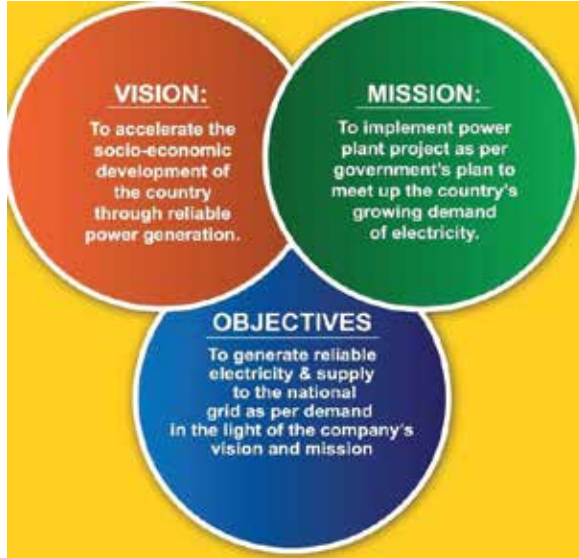 VISION:
To accelerate the
socio-economic
development of
the country
through reliable
power generation.
MISSION:
To implement power
plant project as per
government's plan to
meet up the country's
growing demand
of electricity.
OBJECTIVES
To generate reliable
electricity & supply
to the national
grid as per demand
in the light of the company's
vision and mission